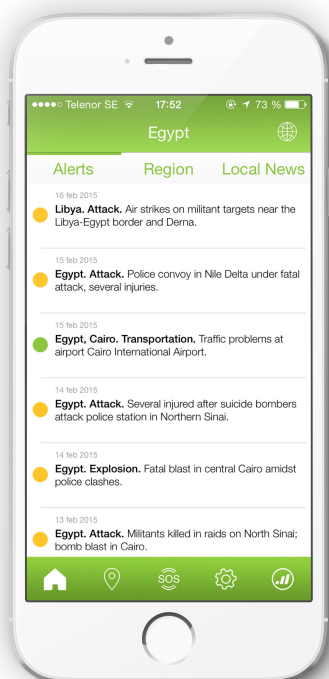 Telenor SE 17:52 73 %
Egypt
Alerts Region Local News
16 feb 2015
Libya. Attack. Air strikes on militant targets near the
Libya-Egypt border and Derna.
15 feb 2015
Egypt. Attack. Police convoy in Nile Delta under fatal
attack, several injuries.
15 feb 2015
Egypt, Cairo. Transportation. Traffic problems at
airport Cairo International Airport.
14 feb 2015
Egypt. Attack. Several injured after suicide bombers
attack police station in Northern Sinai.
14 feb 2015
Egypt. Explosion. Fatal blast in central Cairo amidst
police clashes.
13 feb 2015
Egypt. Attack. Militants killed in raids on North Sinai;
bomb blast in Cairo.
SOS